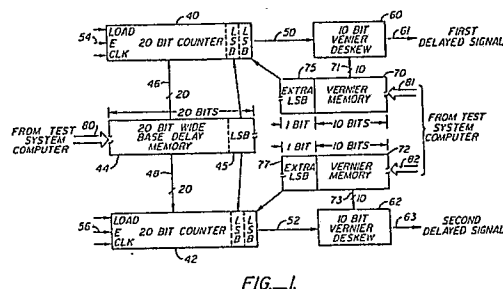 40
60
LOAD
E
CLK
54
20 BIT COUNTER
LSB
LSB
50
10 BIT
VENIER
DESKEW
61
FIRST
DELAYED SIGNAL
46
20
75
71
10
70
EXTRA
LSB
VERNIER
MEMORY
81
20 BITS
1 BIT
10 BITS
FROM TEST
SYSTEM
COMPUTER
80
20 BIT WIDE
BASE DELAY
MEMORY
LSB
44
45
FROM TEST
SYSTEM
COMPUTER
1 BIT
10 BITS
77
EXTRA
LSB
VERNIER
MEMORY
72
82
48
20
73
10
62
LOAD
E
CLK
56
20 BIT COUNTER
LSB
LSB
52
10 BIT
VERNIER
DESKEW
63
SECOND
DELAYED SIGNAL
42
FIG._1.